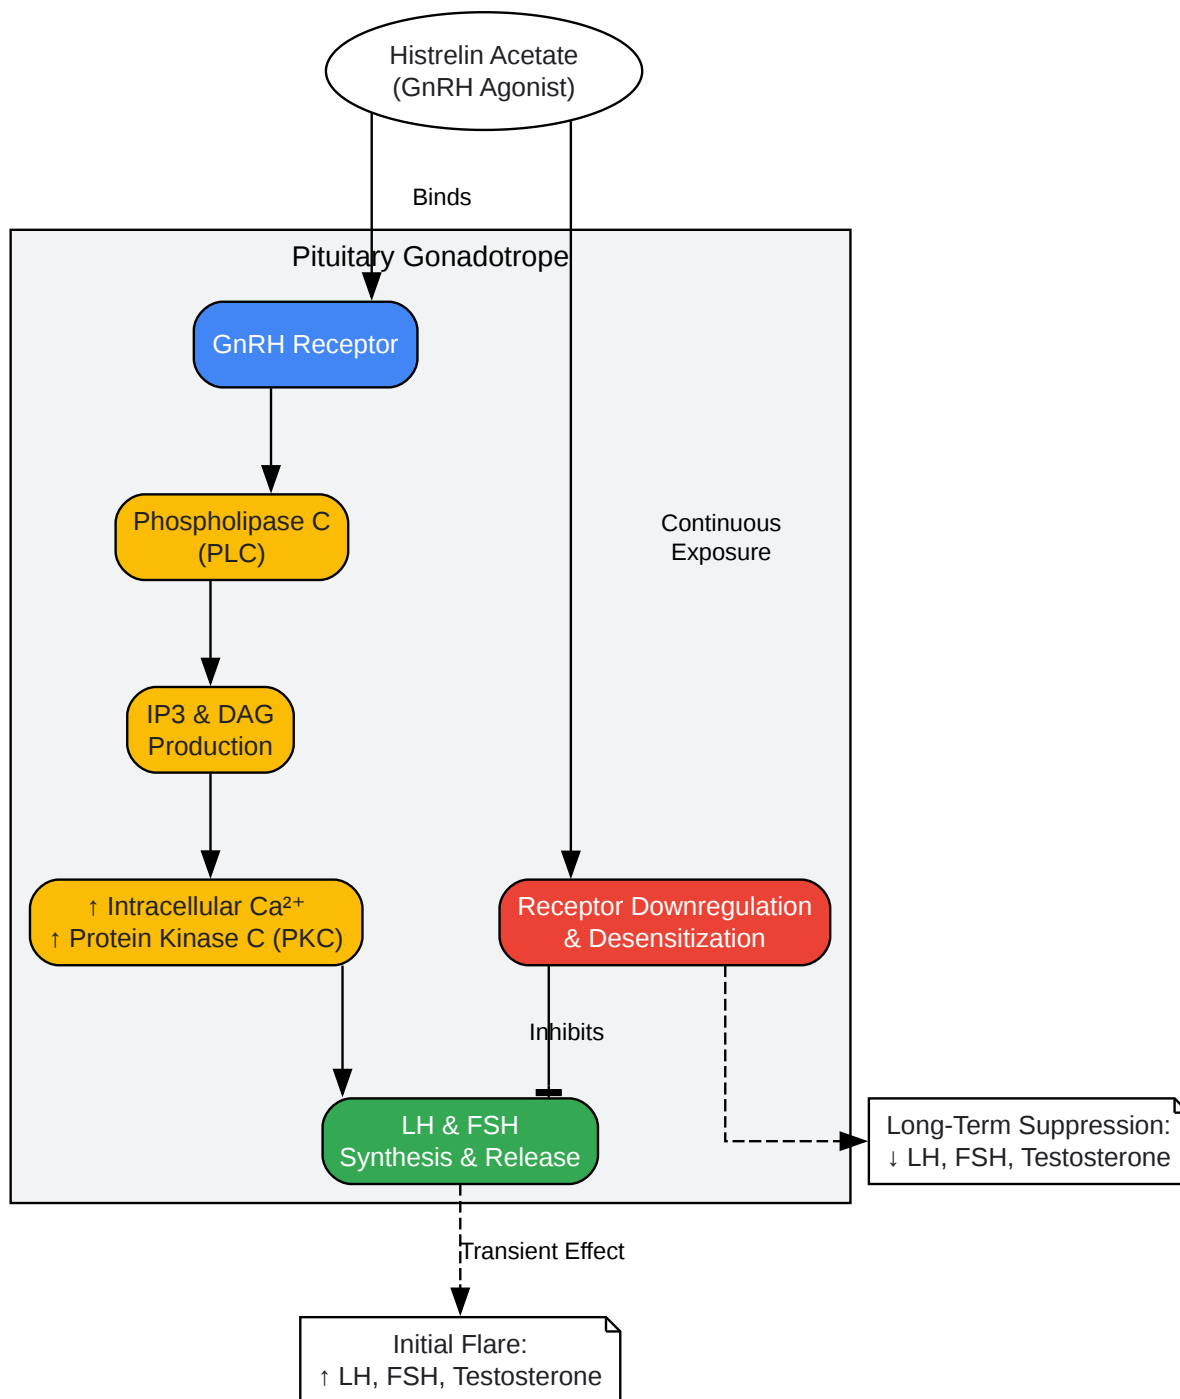 Histrelin Acetate
(GnRH Agonist)
Binds
Pituitary Gonadotrope
GnRH Receptor
Phospholipase C
(PLC)
Continuous
Exposure
IP3 & DAG
Production
↑ Intracellular Ca²⁺
↑ Protein Kinase C (PKC)
Receptor Downregulation
& Desensitization
Inhibits
LH & FSH
Synthesis & Release
Long-Term Suppression:
↓ LH, FSH, Testosterone
Transient Effect
Initial Flare:
↑ LH, FSH, Testosterone